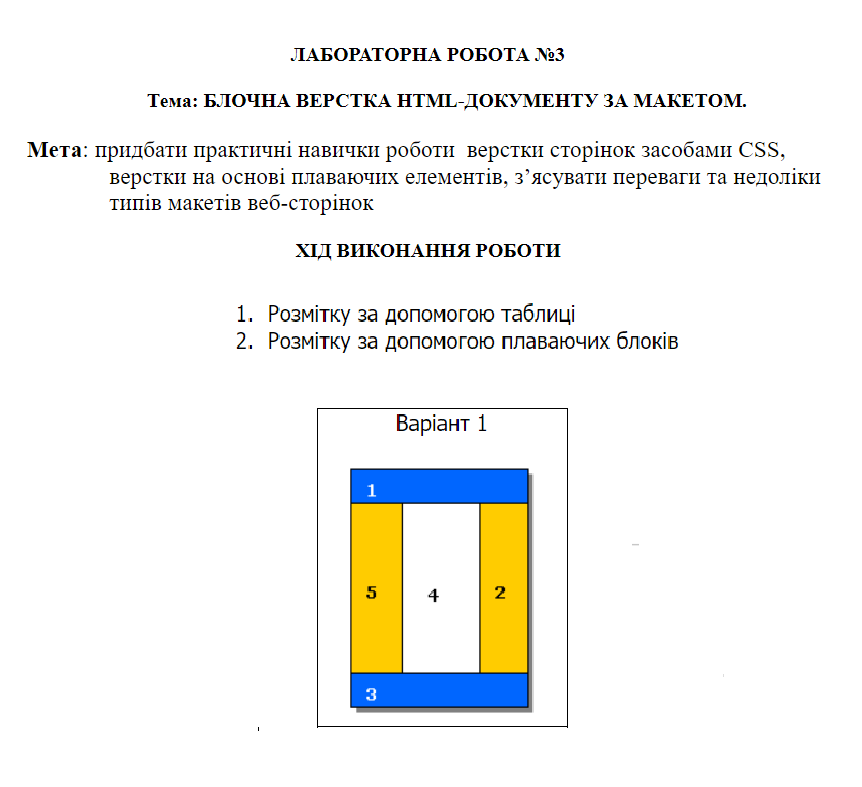 ЛАБОРАТОРНА РОБОТА №3
Тема: БЛОЧНА ВЕРСТКА HTML-ДОКУМЕНТУ ЗА МАКЕТОМ.
Мета: придбати практичні навички роботи верстки сторінок засобами CSS,
верстки на основі плаваючих елементів, з’ясувати переваги та недоліки
типів макетів веб-сторінок
ХІД ВИКОНАННЯ РОБОТИ
1. Розмітку за допомогою таблиці
2. Розмітку за допомогою плаваючих блоків
Варіант 1
1
5 4 2
3